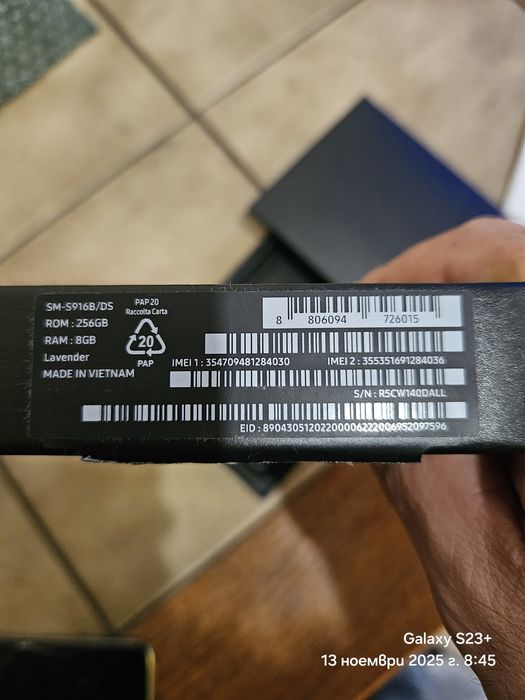 SM-S916B/DS
ROM : 256GB
RAM : 8GB
Lavender
MADE IN VIETNAM
PAP 20
Raccolta Carta
20
PAP
8 806094 726015
IMEI 1 : 354709481284030 IMEI 2 : 355351691284036
S/N : R5CW140DALL
EID : 89043051202200006222006952097596
Galaxy S23+
13 ноември 2025 г. 8:45